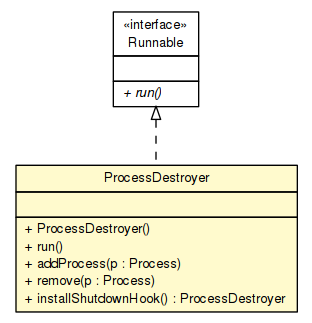 «interface»
Runnable
+ run()
ProcessDestroyer
+ ProcessDestroyer()
+ run()
+ addProcess(p : Process)
+ remove(p : Process)
+ installShutdownHook() : ProcessDestroyer